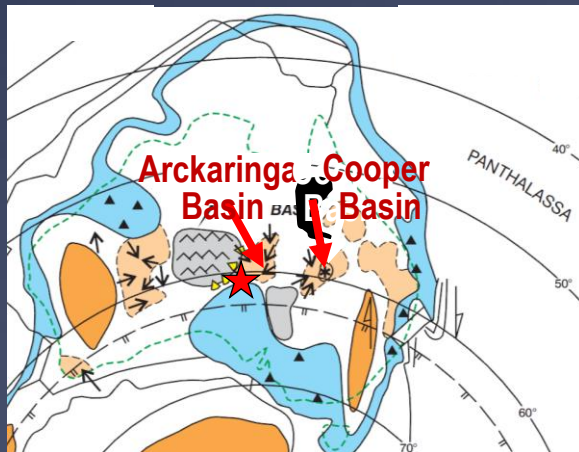 40°
PANTHALASSA
Arckaringa Cooper
Basin Basin
50°
60°
70°